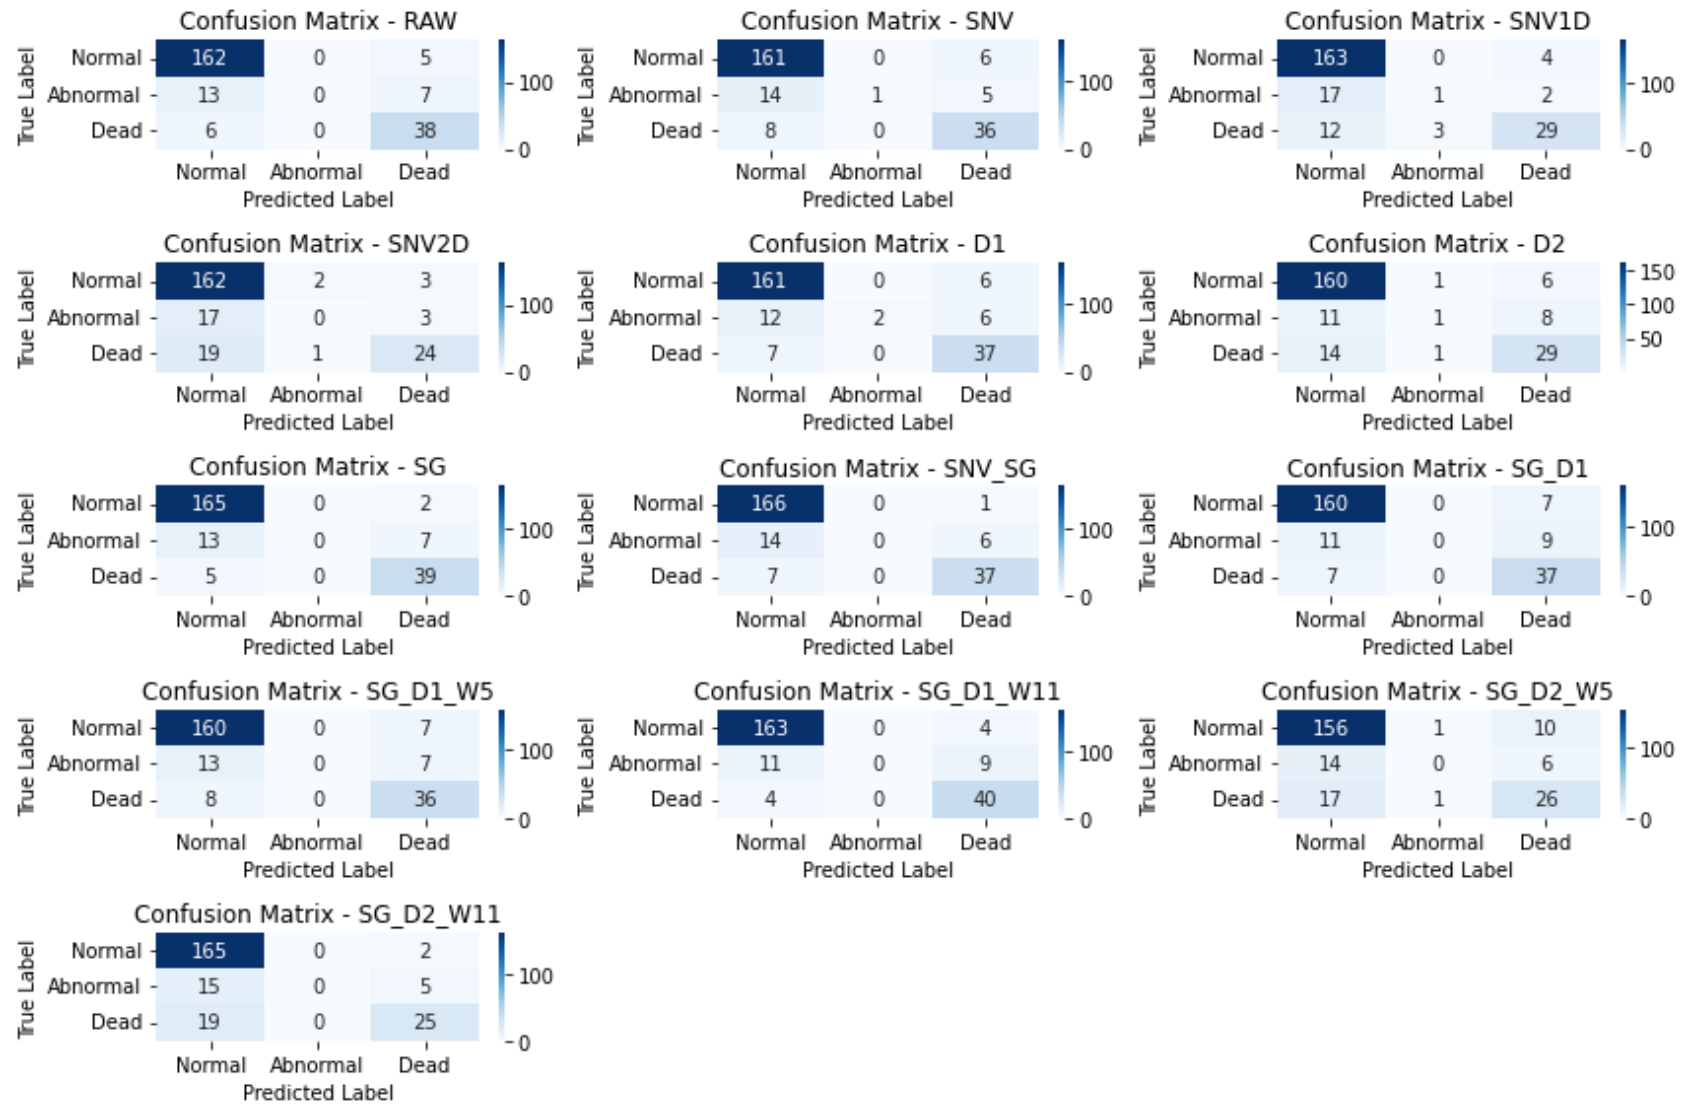 Confusion Matrix - RAW
True Label
Normal 162 0 5
Abnormal 13 0 7
Dead 6 0 38
100
0
Normal Abnormal Dead
Predicted Label
Confusion Matrix - SNV
True Label
Normal 161 0 6
Abnormal 14 1 5
Dead 8 0 36
100
0
Normal Abnormal Dead
Predicted Label
Confusion Matrix - SNV1D
True Label
Normal 163 0 4
Abnormal 17 1 2
Dead 12 3 29
100
0
Normal Abnormal Dead
Predicted Label
Confusion Matrix - SNV2D
True Label
Normal 162 2 3
Abnormal 17 0 3
Dead 19 1 24
100
0
Normal Abnormal Dead
Predicted Label
Confusion Matrix - D1
True Label
Normal 161 0 6
Abnormal 12 2 6
Dead 7 0 37
100
0
Normal Abnormal Dead
Predicted Label
Confusion Matrix - D2
True Label
Normal 160 1 6
Abnormal 11 1 8
Dead 14 1 29
150
100
50
Normal Abnormal Dead
Predicted Label
Confusion Matrix - SG
True Label
Normal 165 0 2
Abnormal 13 0 7
Dead 5 0 39
100
0
Normal Abnormal Dead
Predicted Label
Confusion Matrix - SNV_SG
True Label
Normal 166 0 1
Abnormal 14 0 6
Dead 7 0 37
100
0
Normal Abnormal Dead
Predicted Label
Confusion Matrix - SG_D1
True Label
Normal 160 0 7
Abnormal 11 0 9
Dead 7 0 37
100
0
Normal Abnormal Dead
Predicted Label
Confusion Matrix - SG_D1_W5
True Label
Normal 160 0 7
Abnormal 13 0 7
Dead 8 0 36
100
0
Normal Abnormal Dead
Predicted Label
Confusion Matrix - SG_D1_W11
True Label
Normal 163 0 4
Abnormal 11 0 9
Dead 4 0 40
100
0
Normal Abnormal Dead
Predicted Label
Confusion Matrix - SG_D2_W5
True Label
Normal 156 1 10
Abnormal 14 0 6
Dead 17 1 26
100
0
Normal Abnormal Dead
Predicted Label
Confusion Matrix - SG_D2_W11
True Label
Normal 165 0 2
Abnormal 15 0 5
Dead 19 0 25
100
0
Normal Abnormal Dead
Predicted Label